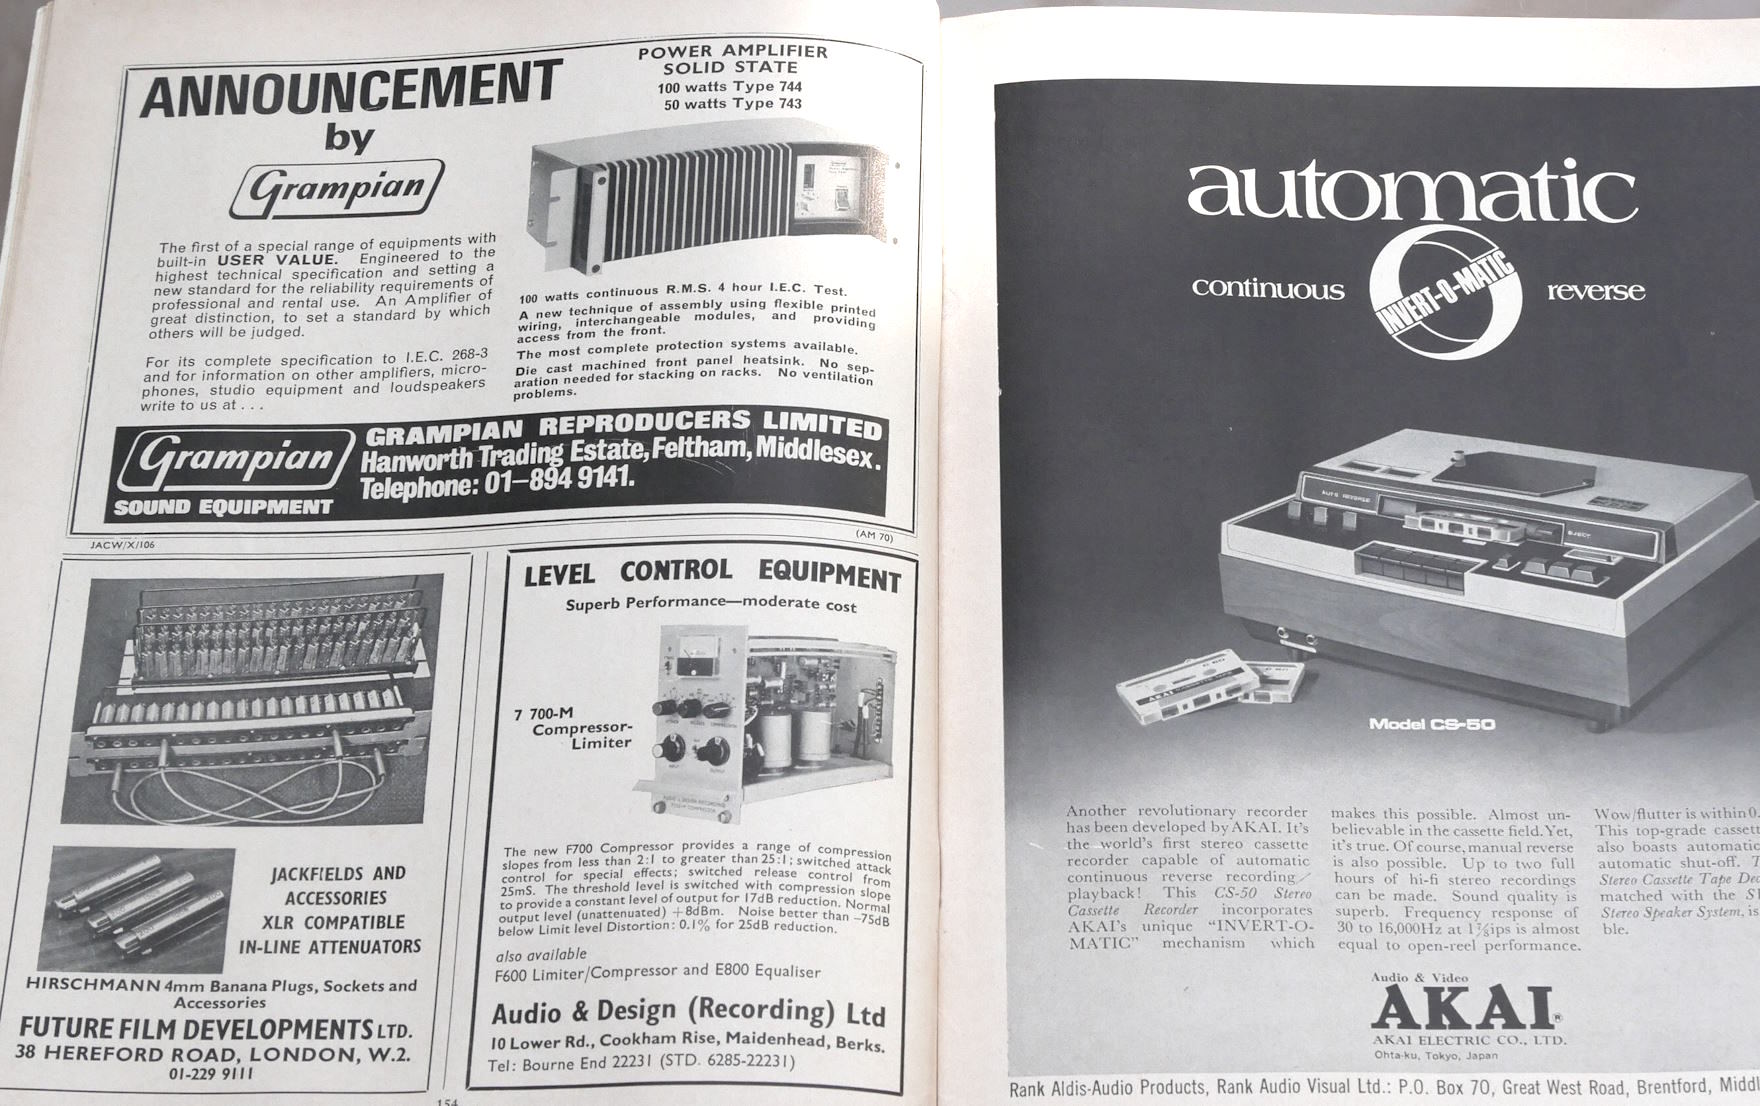 ANNOUNCEMENT
by
Grampian
POWER AMPLIFIER
SOLID STATE
100 watts Type 744
50 watts Type 743
The first of a special range of equipments with
built-in USER VALUE. Engineered to the
highest technical specification and setting a
new standard for the reliability requirements of
professional and rental use. An Amplifier of
great distinction, to set a standard by which
others will be judged.
For its complete specification to I.E.C. 268-3
and for information on other amplifiers, micro-
phones, studio equipment and loudspeakers
write to us at . . .
100 watts continuous R.M.S. 4 hour I.E.C. Test.
A new technique of assembly using flexible printed
wiring, interchangeable modules, and providing
access from the front.
The most complete protection systems available.
Die cast machined front panel heatsink. No sep-
aration needed for stacking on racks. No ventilation
problems.
Grampian
SOUND EQUIPMENT
GRAMPIAN REPRODUCERS LIMITED
Hanworth Trading Estate, Feltham, Middlesex.
Telephone: 01-894 9141.
JACW/X/106
(AM 70)
JACKFIELDS AND
ACCESSORIES
XLR COMPATIBLE
IN-LINE ATTENUATORS
HIRSCHMANN 4mm Banana Plugs, Sockets and
Accessories
FUTURE FILM DEVELOPMENTS LTD.
38 HEREFORD ROAD, LONDON, W.2.
01-229 9111
LEVEL CONTROL EQUIPMENT
Superb Performance—moderate cost
7 700-M
Compressor-
Limiter
The new F700 Compressor provides a range of compression
slopes from less than 2:1 to greater than 25:1; switched attack
control for special effects; switched release control from
25mS. The threshold level is switched with compression slope
to provide a constant level of output for 17dB reduction. Normal
output level (unattenuated) +8dBm. Noise better than -75dB
below Limit level Distortion: 0.1% for 25dB reduction.
also available
F600 Limiter/Compressor and E800 Equaliser
Audio & Design (Recording) Ltd
10 Lower Rd., Cookham Rise, Maidenhead, Berks.
Tel: Bourne End 22231 (STD. 6285-22231)
154
automatic
continuous
INVERT-O-MATIC
reverse
AUTO REVERSE
EJECT
AKAI
C 60
Model CS-50
Another revolutionary recorder
has been developed by AKAI. It's
the world's first stereo cassette
recorder capable of automatic
continuous reverse recording/
playback! This CS-50 Stereo
Cassette Recorder incorporates
AKAI's unique "INVERT-O-
MATIC" mechanism which
makes this possible. Almost un-
believable in the cassette field. Yet,
it's true. Of course, manual reverse
is also possible. Up to two full
hours of hi-fi stereo recordings
can be made. Sound quality is
superb. Frequency response of
30 to 16,000Hz at 1⅞ips is almost
equal to open-reel performance.
Wow/flutter is within 0.
This top-grade cassett
also boasts automatic
automatic shut-off. T
Stereo Cassette Tape Dec
matched with the S
Stereo Speaker System, is
ble.
Audio & Video
AKAI®
AKAI ELECTRIC CO., LTD.
Ohta-ku, Tokyo, Japan
Rank Aldis-Audio Products, Rank Audio Visual Ltd.: P.O. Box 70, Great West Road, Brentford, Middl